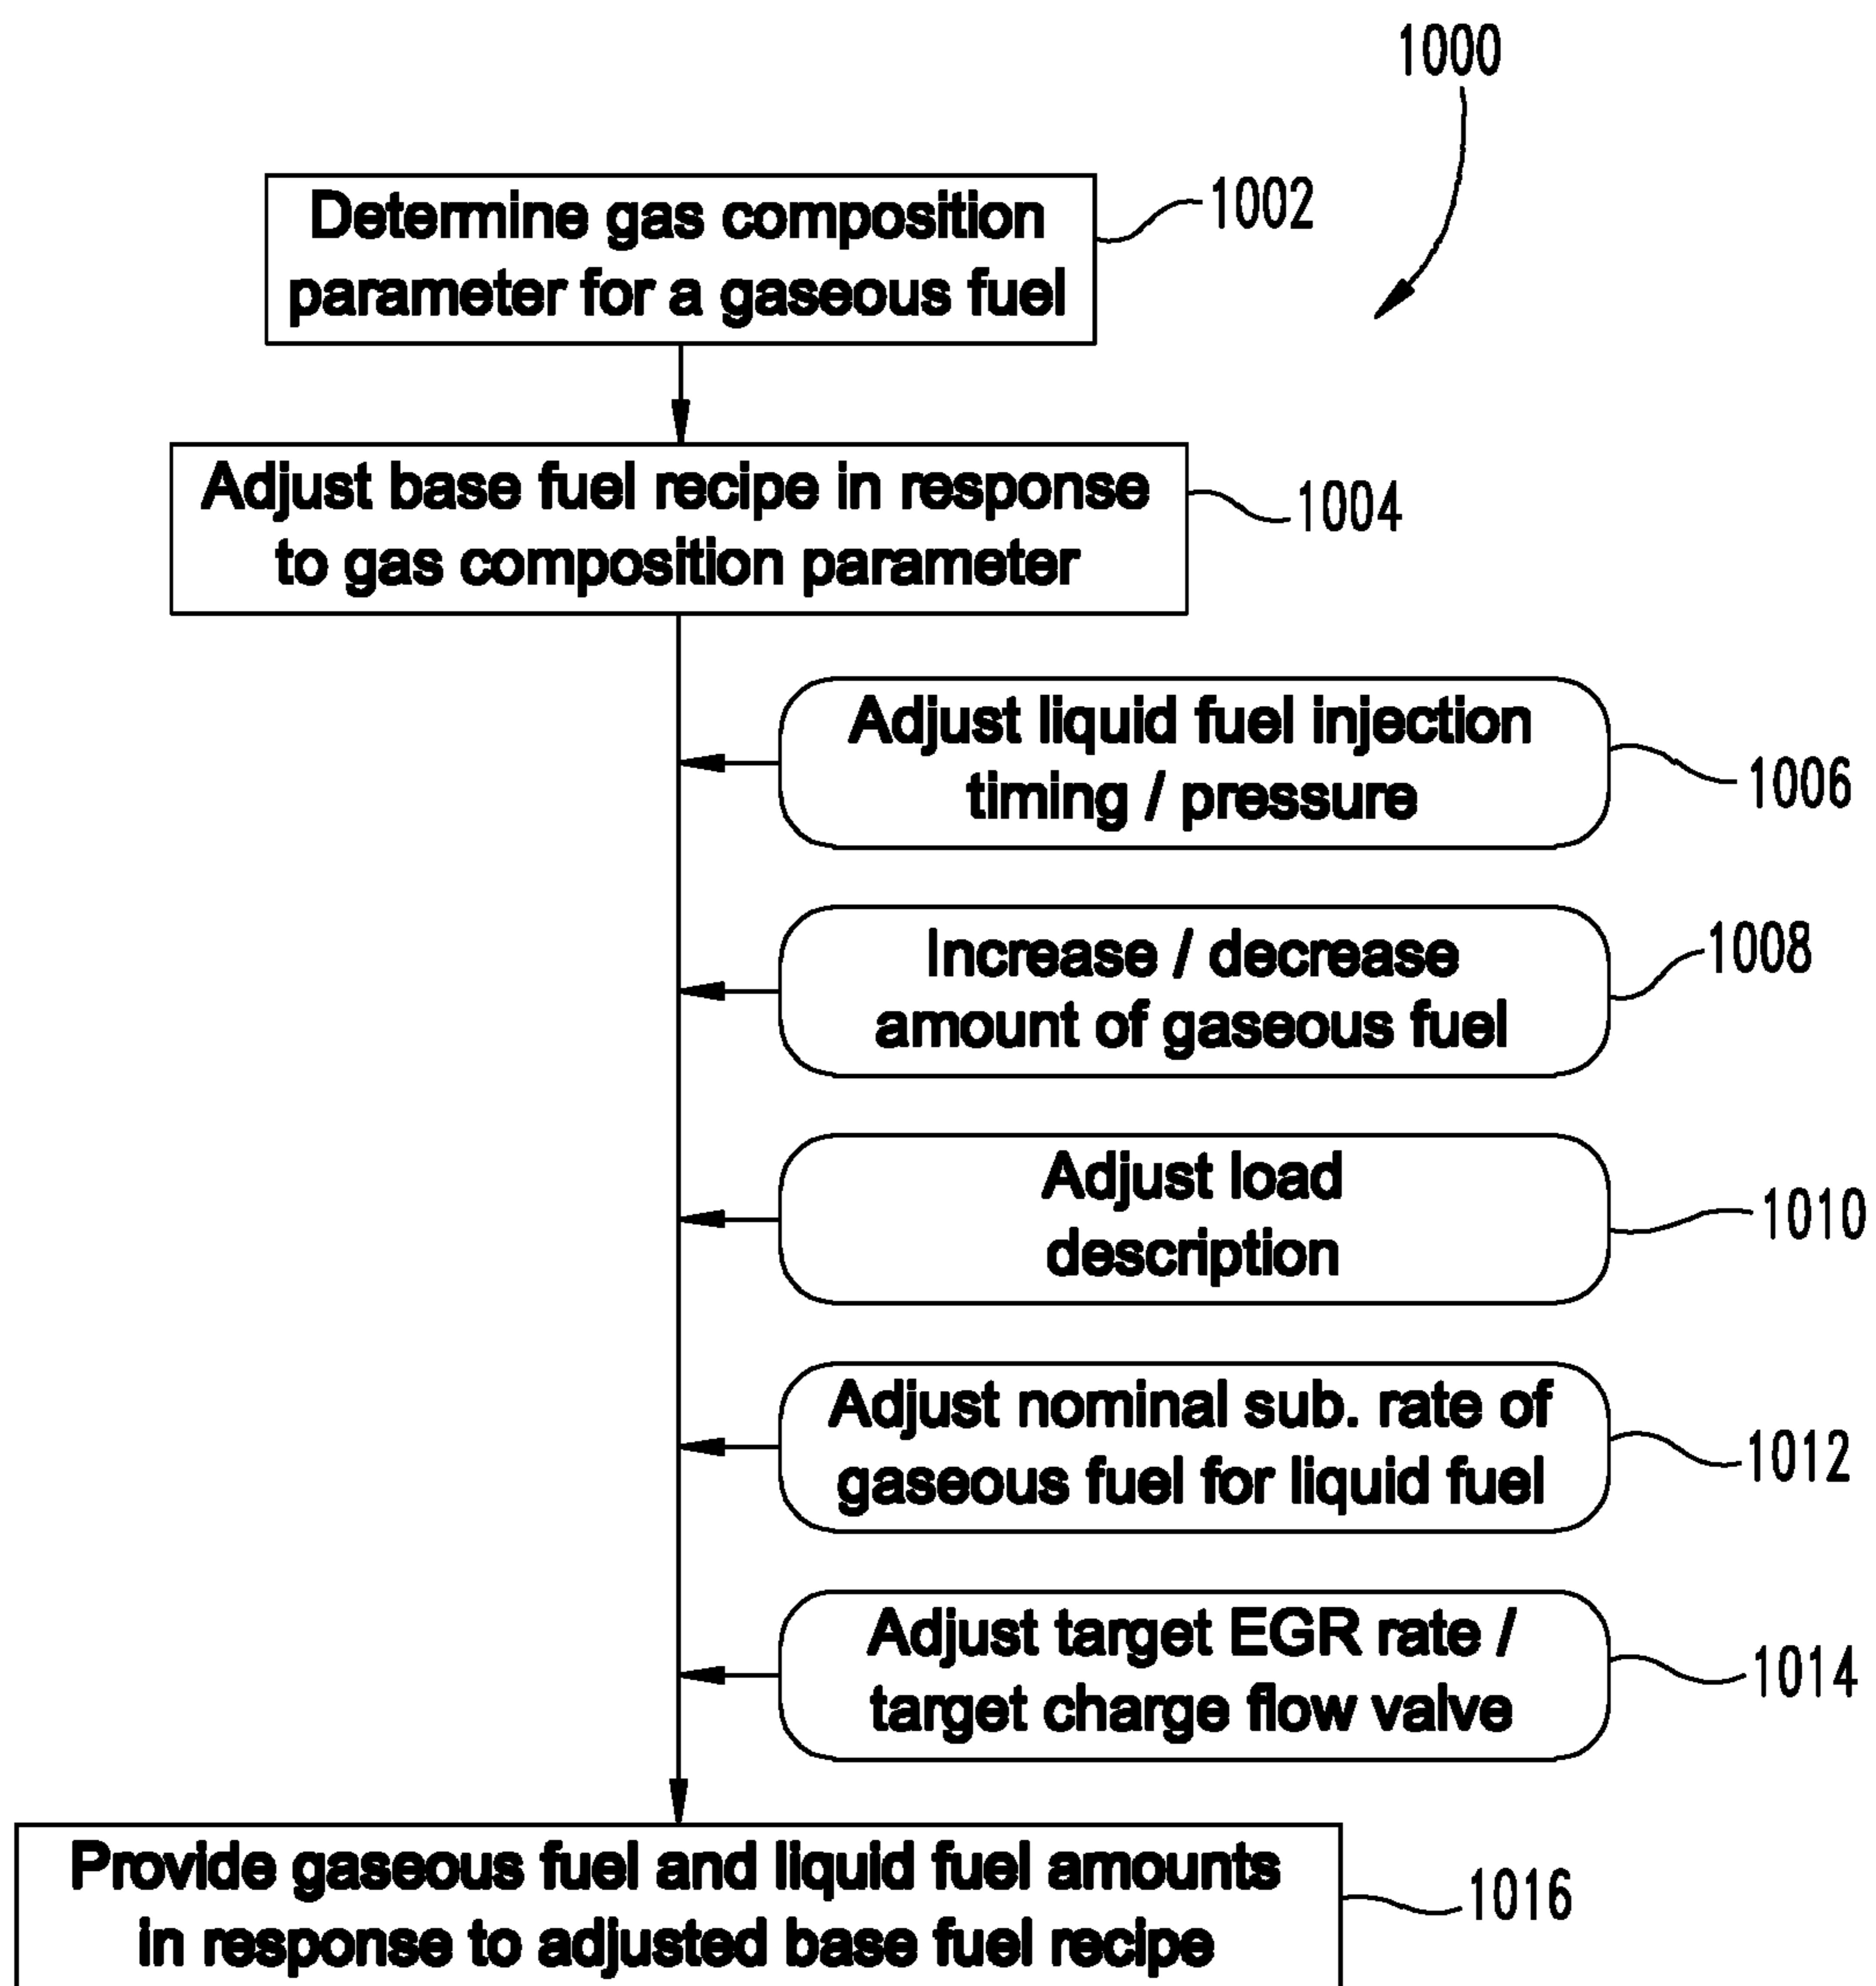 1000
Determine gas composition
parameter for a gaseous fuel
1002
Adjust base fuel recipe in response
to gas composition parameter
1004
Adjust liquid fuel injection
timing / pressure
1006
Increase / decrease
amount of gaseous fuel
1008
Adjust load
description
1010
Adjust nominal sub. rate of
gaseous fuel for liquid fuel
1012
Adjust target EGR rate /
target charge flow valve
1014
Provide gaseous fuel and liquid fuel amounts
in response to adjusted base fuel recipe
1016